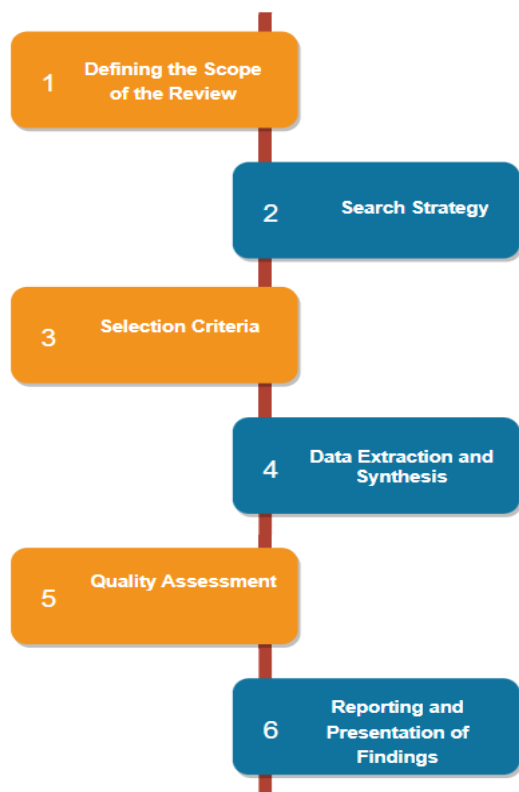 1
Defining the Scope
of the Review
2
Search Strategy
3
Selection Criteria
4
Data Extraction and
Synthesis
5
Quality Assessment
6
Reporting and
Presentation of
Findings